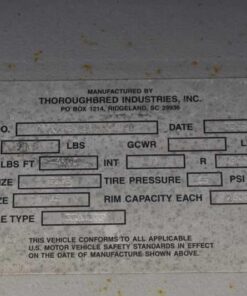 MANUFACTURED BY
THOROUGHBRED INDUSTRIES, INC.
PO BOX 1214, RIDGELAND, SC 29936
O. DATE
LBS GCWR L
LBS FT INT R
IZE TIRE PRESSURE PSI
IZE RIM CAPACITY EACH
E TYPE
THIS VEHICLE CONFORMS TO ALL APPLICABLE
U.S. MOTOR VEHICLE SAFETY STANDARDS IN EFFECT
ON THE DATE OF MANUFACTURE SHOWN ABOVE.